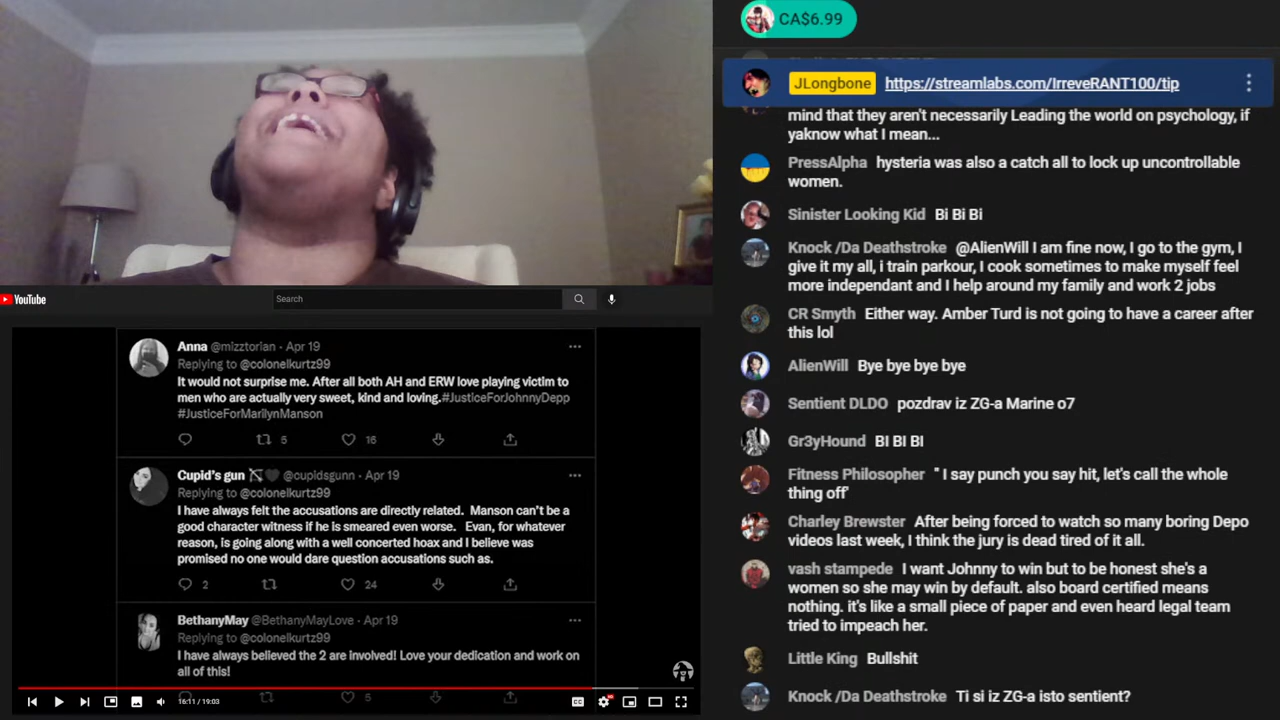 YouTube
Search
Anna @mizztorian · Apr 19
Replying to @colonelkurtz99
It would not surprise me. After all both AH and ERW love playing victim to
men who are actually very sweet, kind and loving.#JusticeForJohnnyDepp
#JusticeForMarilynManson
5 16
Cupid's gun @cupidsgunn · Apr 19
Replying to @colonelkurtz99
I have always felt the accusations are directly related. Manson can't be a
good character witness if he is smeared even worse. Evan, for whatever
reason, is going along with a well concerted hoax and I believe was
promised no one would dare question accusations such as.
2 24
BethanyMay @BethanyMayLove · Apr 19
Replying to @colonelkurtz99
I have always believed the 2 are involved! Love your dedication and work on
all of this!
5
16:11 / 19:03
CA$6.99
JLongbone https://streamlabs.com/IrreveRANT100/tip
mind that they aren't necessarily Leading the world on psychology, if
yaknow what I mean...
PressAlpha hysteria was also a catch all to lock up uncontrollable
women.
Sinister Looking Kid Bi Bi Bi
Knock /Da Deathstroke @AlienWill I am fine now, I go to the gym, I
give it my all, i train parkour, I cook sometimes to make myself feel
more independant and I help around my family and work 2 jobs
CR Smyth Either way. Amber Turd is not going to have a career after
this lol
AlienWill Bye bye bye bye
Sentient DLDO pozdrav iz ZG-a Marine o7
Gr3yHound BI BI BI
Fitness Philosopher " I say punch you say hit, let's call the whole
thing off'
Charley Brewster After being forced to watch so many boring Depo
videos last week, I think the jury is dead tired of it all.
vash stampede I want Johnny to win but to be honest she's a
women so she may win by default. also board certified means
nothing. it's like a small piece of paper and even heard legal team
tried to impeach her.
Little King Bullshit
Knock /Da Deathstroke Ti si iz ZG-a isto sentient?